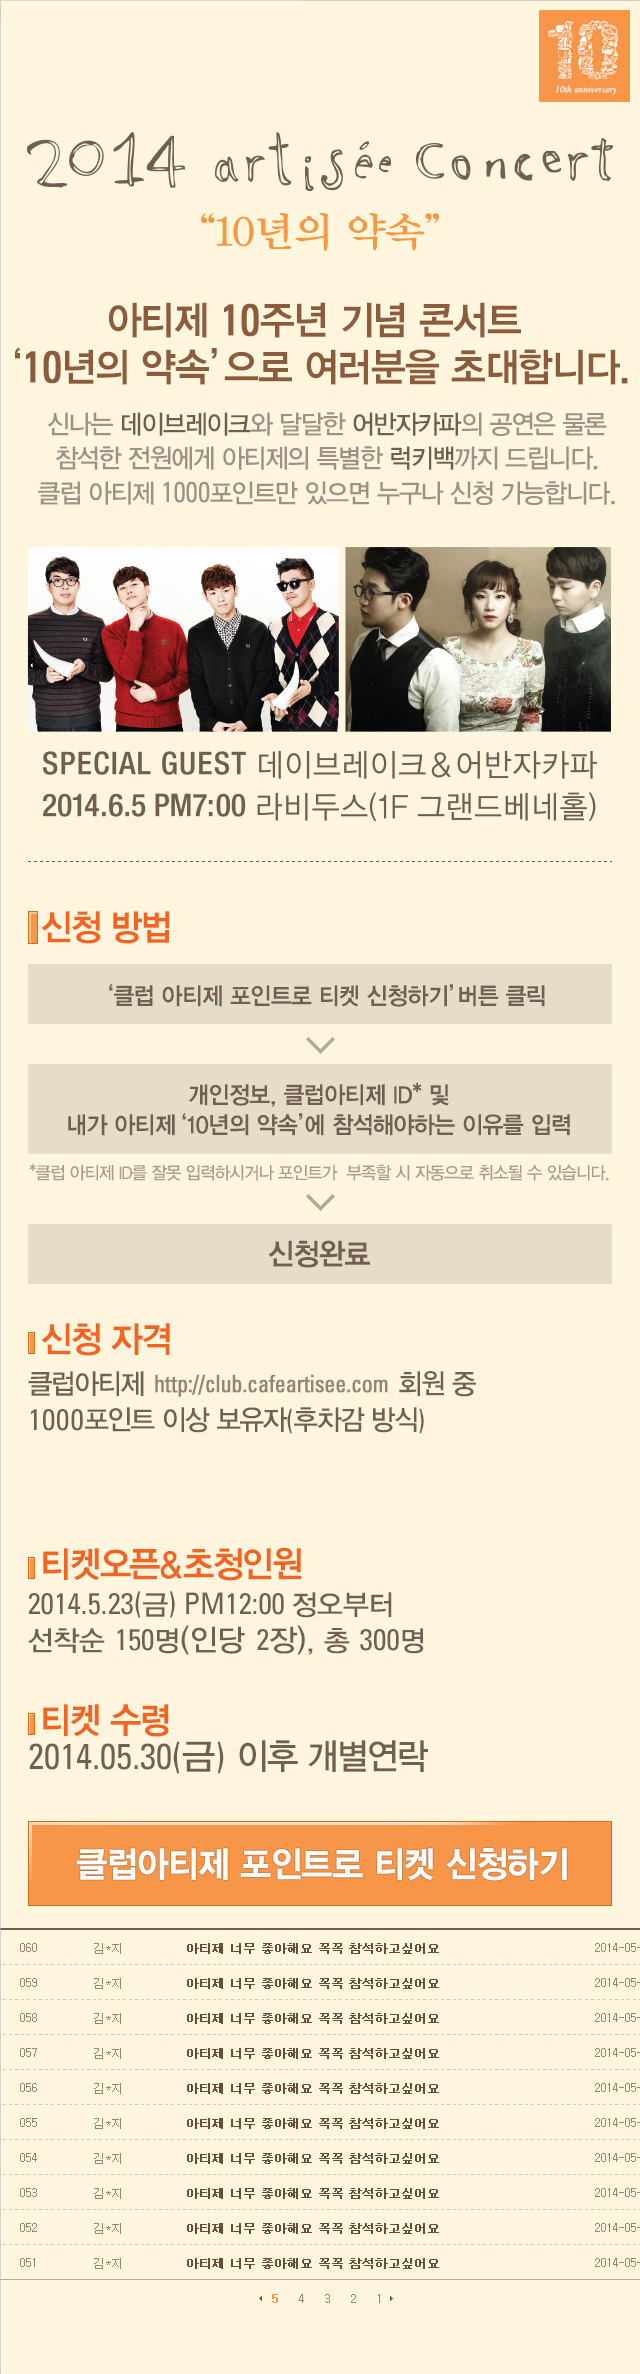 10
10th anniversary
2014 artisée Concert
“10년의 약속”
아티제 10주년 기념 콘서트
‘10년의 약속’으로 여러분을 초대합니다.
신나는 데이브레이크와 달달한 어반자카파의 공연은 물론
참석한 전원에게 아티제의 특별한 럭키백까지 드립니다.
클럽 아티제 1000포인트만 있으면 누구나 신청 가능합니다.
SPECIAL GUEST 데이브레이크&어반자카파
2014.6.5 PM7:00 라비두스(1F 그랜드베네홀)
신청 방법
‘클럽 아티제 포인트로 티켓 신청하기’버튼 클릭
개인정보, 클럽아티제 ID* 및
내가 아티제 ‘10년의 약속’에 참석해야하는 이유를 입력
*클럽 아티제 ID를 잘못 입력하시거나 포인트가 부족할 시 자동으로 취소될 수 있습니다.
신청완료
신청 자격
클럽아티제 http://club.cafeartisee.com 회원 중
1000포인트 이상 보유자(후차감 방식)
티켓오픈&초청인원
2014.5.23(금) PM12:00 정오부터
선착순 150명(인당 2장), 총 300명
티켓 수령
2014.05.30(금) 이후 개별연락
클럽아티제 포인트로 티켓 신청하기
060 김*지 아티제 너무 좋아해요 꼭꼭 참석하고싶어요 2014-05-
059 김*지 아티제 너무 좋아해요 꼭꼭 참석하고싶어요 2014-05-
058 김*지 아티제 너무 좋아해요 꼭꼭 참석하고싶어요 2014-05-
057 김*지 아티제 너무 좋아해요 꼭꼭 참석하고싶어요 2014-05-
056 김*지 아티제 너무 좋아해요 꼭꼭 참석하고싶어요 2014-05-
055 김*지 아티제 너무 좋아해요 꼭꼭 참석하고싶어요 2014-05-
054 김*지 아티제 너무 좋아해요 꼭꼭 참석하고싶어요 2014-05-
053 김*지 아티제 너무 좋아해요 꼭꼭 참석하고싶어요 2014-05-
052 김*지 아티제 너무 좋아해요 꼭꼭 참석하고싶어요 2014-05-
051 김*지 아티제 너무 좋아해요 꼭꼭 참석하고싶어요 2014-05-
5 4 3 2 1